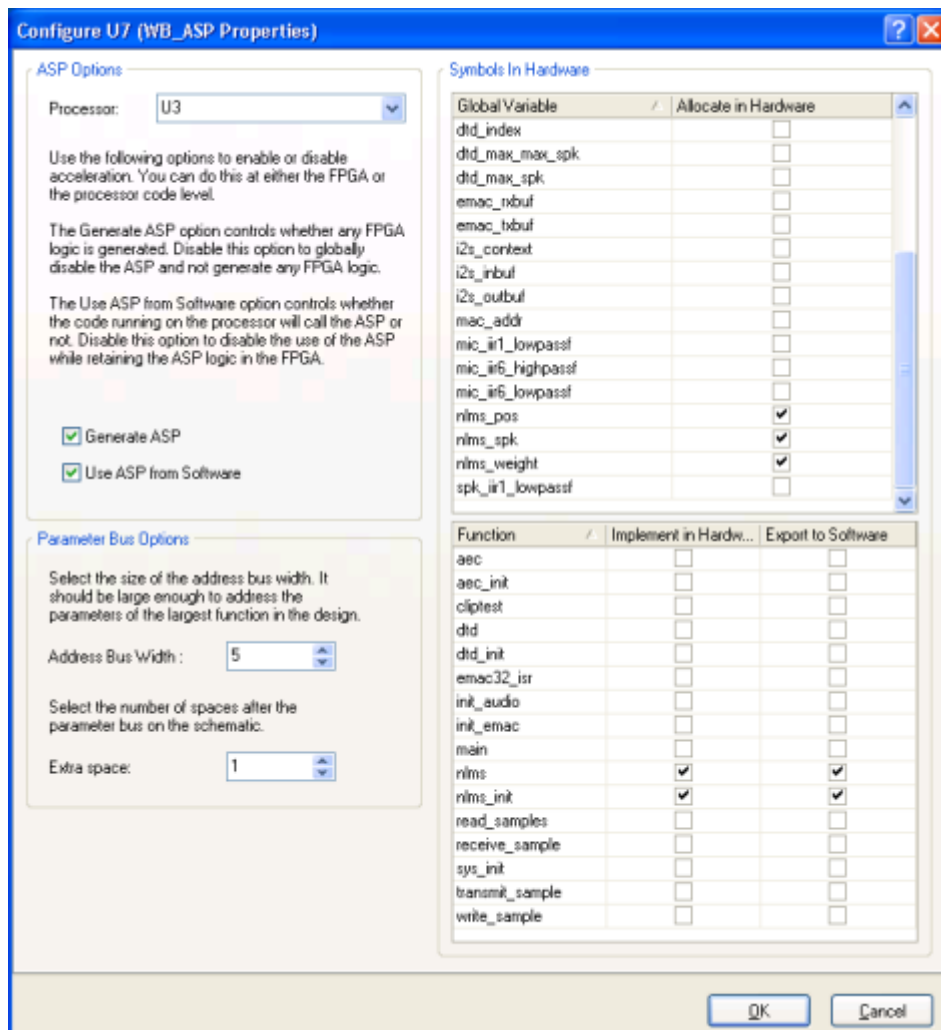 Configure U7 (WB_ASP Properties)
ASP Options
Processor: U3
Use the following options to enable or disable
acceleration. You can do this at either the FPGA or
the processor code level.
The Generate ASP option controls whether any FPGA
logic is generated. Disable this option to globally
disable the ASP and not generate any FPGA logic.
The Use ASP from Software option controls whether
the code running on the processor will call the ASP or
not. Disable this option to disable the use of the ASP
while retaining the ASP logic in the FPGA.
Generate ASP
Use ASP from Software
Parameter Bus Options
Select the size of the address bus width. It
should be large enough to address the
parameters of the largest function in the design.
Address Bus Width : 5
Select the number of spaces after the
parameter bus on the schematic.
Extra space: 1
Symbols In Hardware
Global Variable Allocate in Hardware
dtd_index
dtd_max_max_spk
dtd_max_spk
emac_rxbuf
emac_txbuf
i2s_context
i2s_inbuf
i2s_outbuf
mac_addr
mic_iir1_lowpassf
mic_iir6_highpassf
mic_iir6_lowpassf
nlms_pos
nlms_spk
nlms_weight
spk_iir1_lowpassf
Function Implement in Hardw... Export to Software
aec
aec_init
cliptest
dtd
dtd_init
emac32_isr
init_audio
init_emac
main
nlms
nlms_init
read_samples
receive_sample
sys_init
transmit_sample
write_sample
OK Cancel